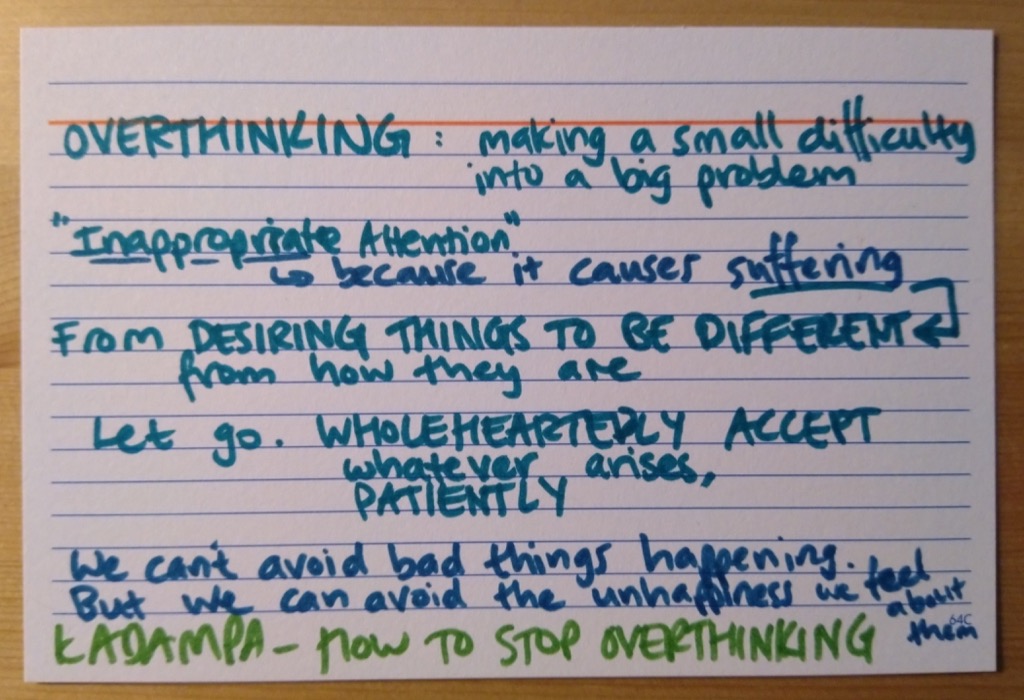 OVERTHINKING : making a small difficulty
into a big problem
"Inappropriate Attention"
↳ because it causes suffering
From DESIRING THINGS TO BE DIFFERENT
from how they are
Let go. WHOLEHEARTEDLY ACCEPT
whatever arises,
PATIENTLY
We can't avoid bad things happening.
But we can avoid the unhappiness we feel
about
them
64C
KADAMPA - HOW TO STOP OVERTHINKING